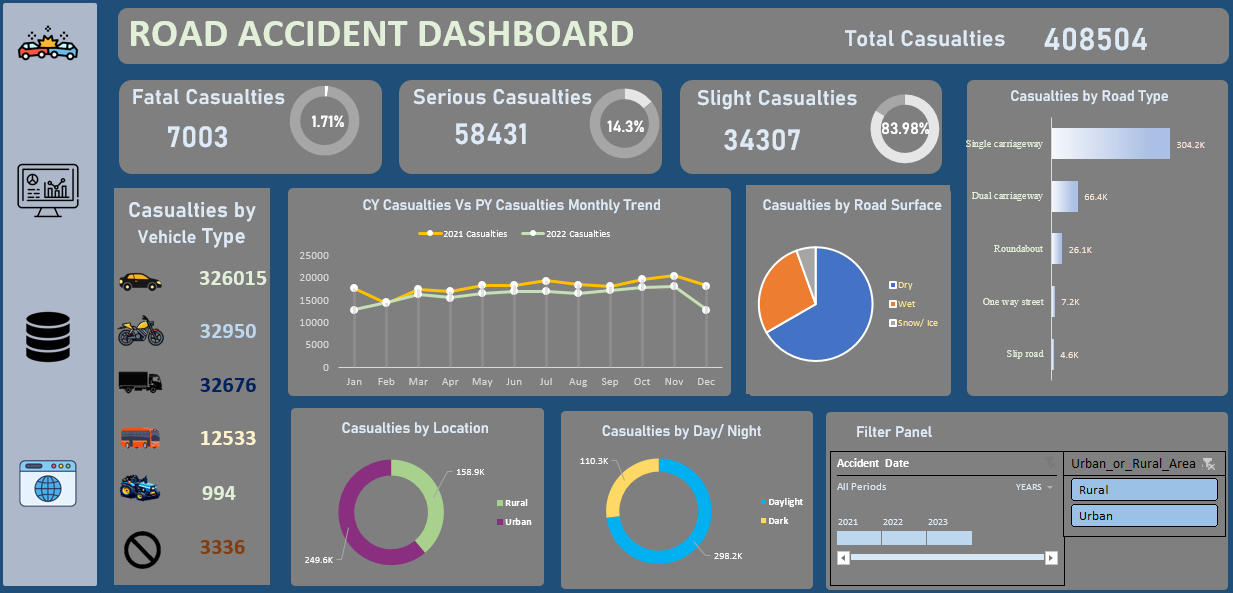 ROAD ACCIDENT DASHBOARD
Total Casualties 408504
Fatal Casualties
7003
1.71%
Serious Casualties
58431
14.3%
Slight Casualties
34307
83.98%
Casualties by Road Type
Single carriageway 304.2K
Dual carriageway 66.4K
Roundabout 26.1K
One way street 7.2K
Slip road 4.6K
Casualties by
Vehicle Type
326015
32950
32676
12533
994
3336
CY Casualties Vs PY Casualties Monthly Trend
2021 Casualties 2022 Casualties
25000
20000
15000
10000
5000
0
Jan Feb Mar Apr May Jun Jul Aug Sep Oct Nov Dec
Casualties by Road Surface
Dry
Wet
Snow/ Ice
Casualties by Location
158.9K
Rural
Urban
249.6K
Casualties by Day/ Night
110.3K
Daylight
Dark
298.2K
Filter Panel
Accident Date
All Periods YEARS
2021 2022 2023
Urban_or_Rural_Area
Rural
Urban